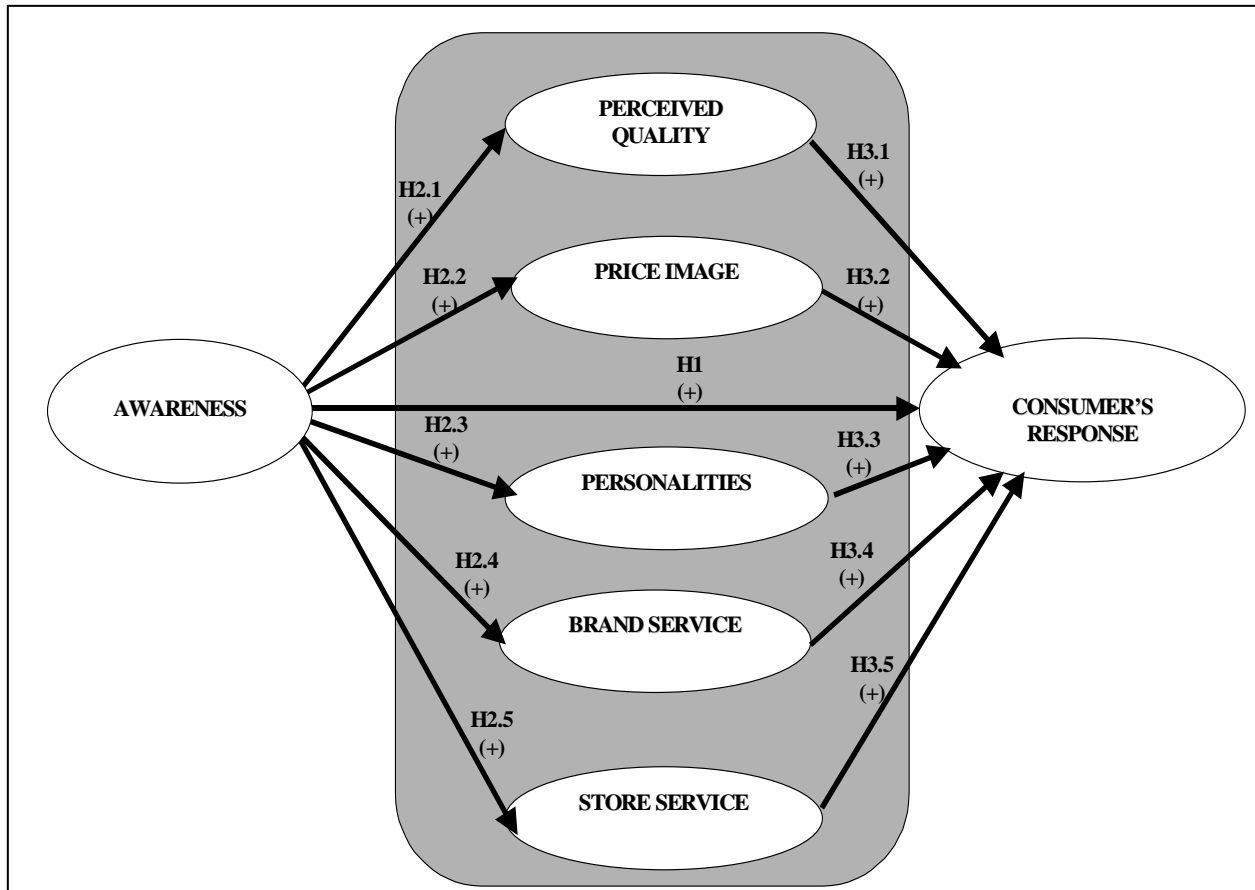 PERCEIVED
QUALITY
H3.1
(+)
H2.1
(+)
PRICE IMAGE
H2.2
(+)
H3.2
(+)
H1
(+)
AWARENESS
CONSUMER'S
RESPONSE
H2.3
(+)
H3.3
(+)
PERSONALITIES
H2.4
(+)
H3.4
(+)
BRAND SERVICE
H3.5
(+)
H2.5
(+)
STORE SERVICE